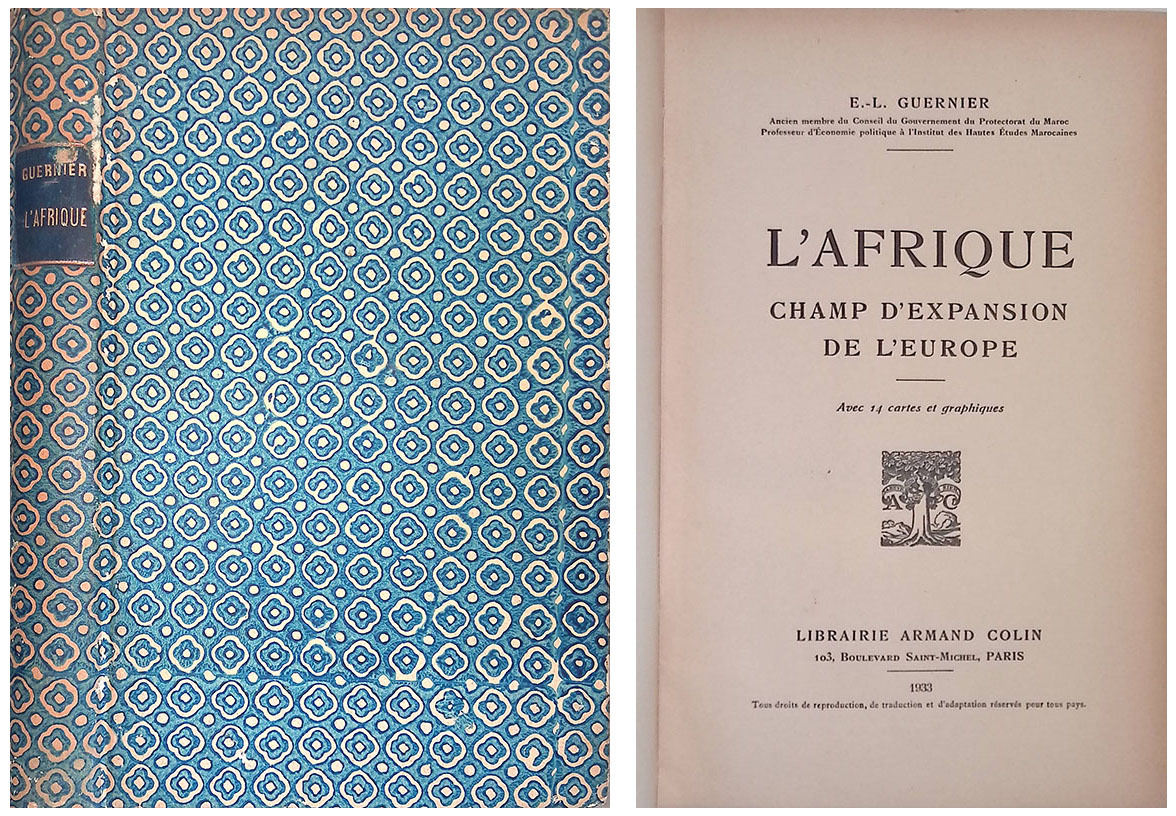 GUERNIER
L'AFRIQUE
E.-L. GUERNIER
Ancien membre du Conseil du Gouvernement du Protectorat du Maroc
Professeur d'Économie politique à l'Institut des Hautes Études Marocaines
L'AFRIQUE
CHAMP D'EXPANSION
DE L'EUROPE
Avec 14 cartes et graphiques
A C
LIBRAIRIE ARMAND COLIN
103, BOULEVARD SAINT-MICHEL, PARIS
1933
Tous droits de reproduction, de traduction et d'adaptation réservés pour tous pays.